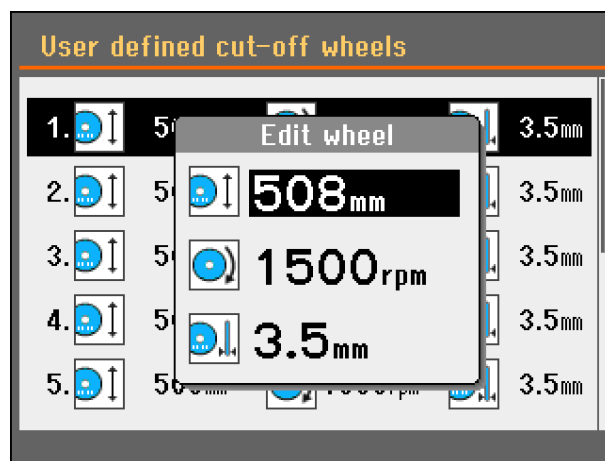 User defined cut-off wheels
Edit wheel
1. 3.5mm
508mm
2. 3.5mm
3. 3.5mm
1500rpm
4. 3.5mm
3.5mm
5. 3.5mm